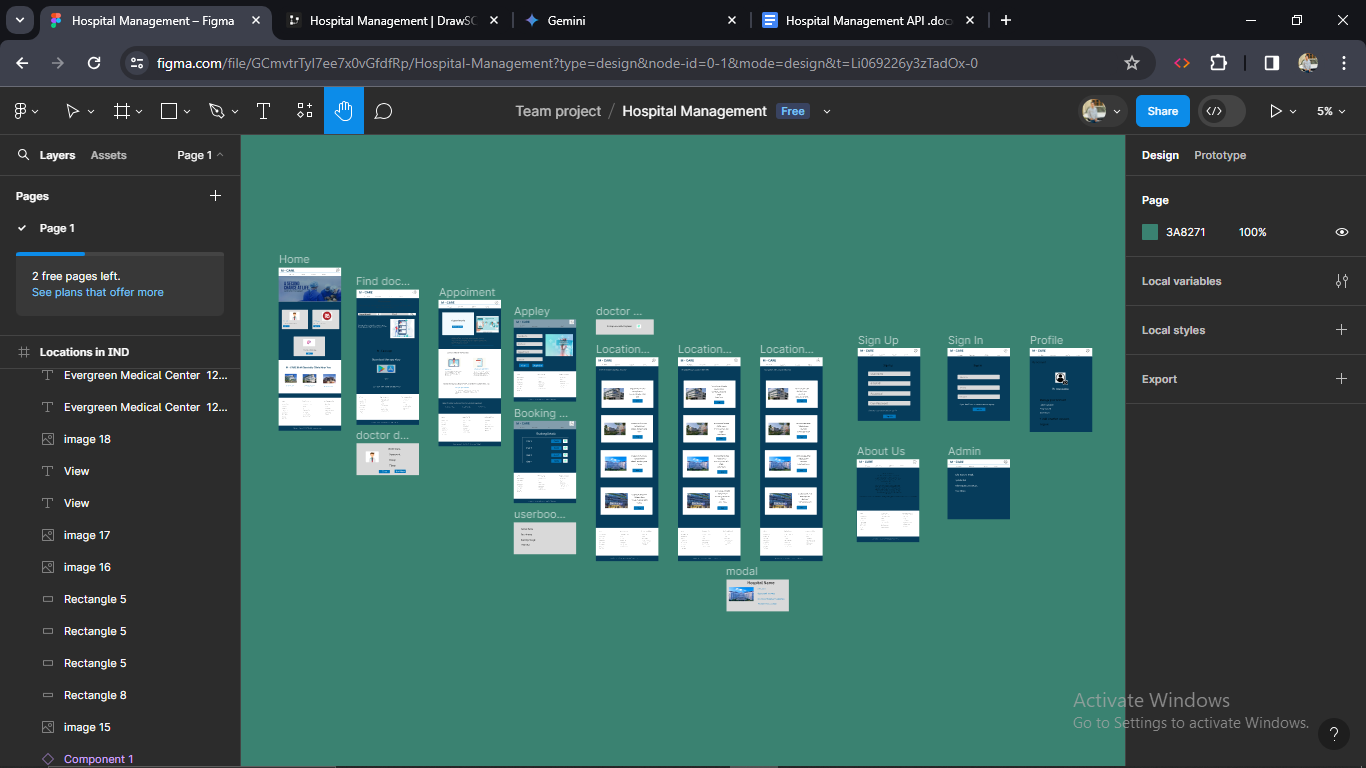 Hospital Management – Figma
Hospital Management | DrawSQ
Gemini
Hospital Management API .doc
figma.com/file/GCmvtrTyl7ee7x0vGfdfRp/Hospital-Management?type=design&node-id=0-1&mode=design&t=Li069226y3zTadOx-0
Team project / Hospital Management Free
Share
5%
Layers Assets Page 1
Pages
Page 1
2 free pages left.
See plans that offer more
Locations in IND
Evergreen Medical Center 12...
Evergreen Medical Center 12...
image 18
View
View
image 17
image 16
Rectangle 5
Rectangle 5
Rectangle 5
Rectangle 8
image 15
Component 1
Home
Find doc...
Appoiment
Appley
doctor ...
Location...
Location...
Location...
Sign Up
Sign In
Profile
Booking ...
doctor d...
About Us
Admin
userboo...
modal
Hospital Name
Design Prototype
Page
3A8271 100%
Local variables
Local styles
Export
Activate Windows
Go to Settings to activate Windows.
?